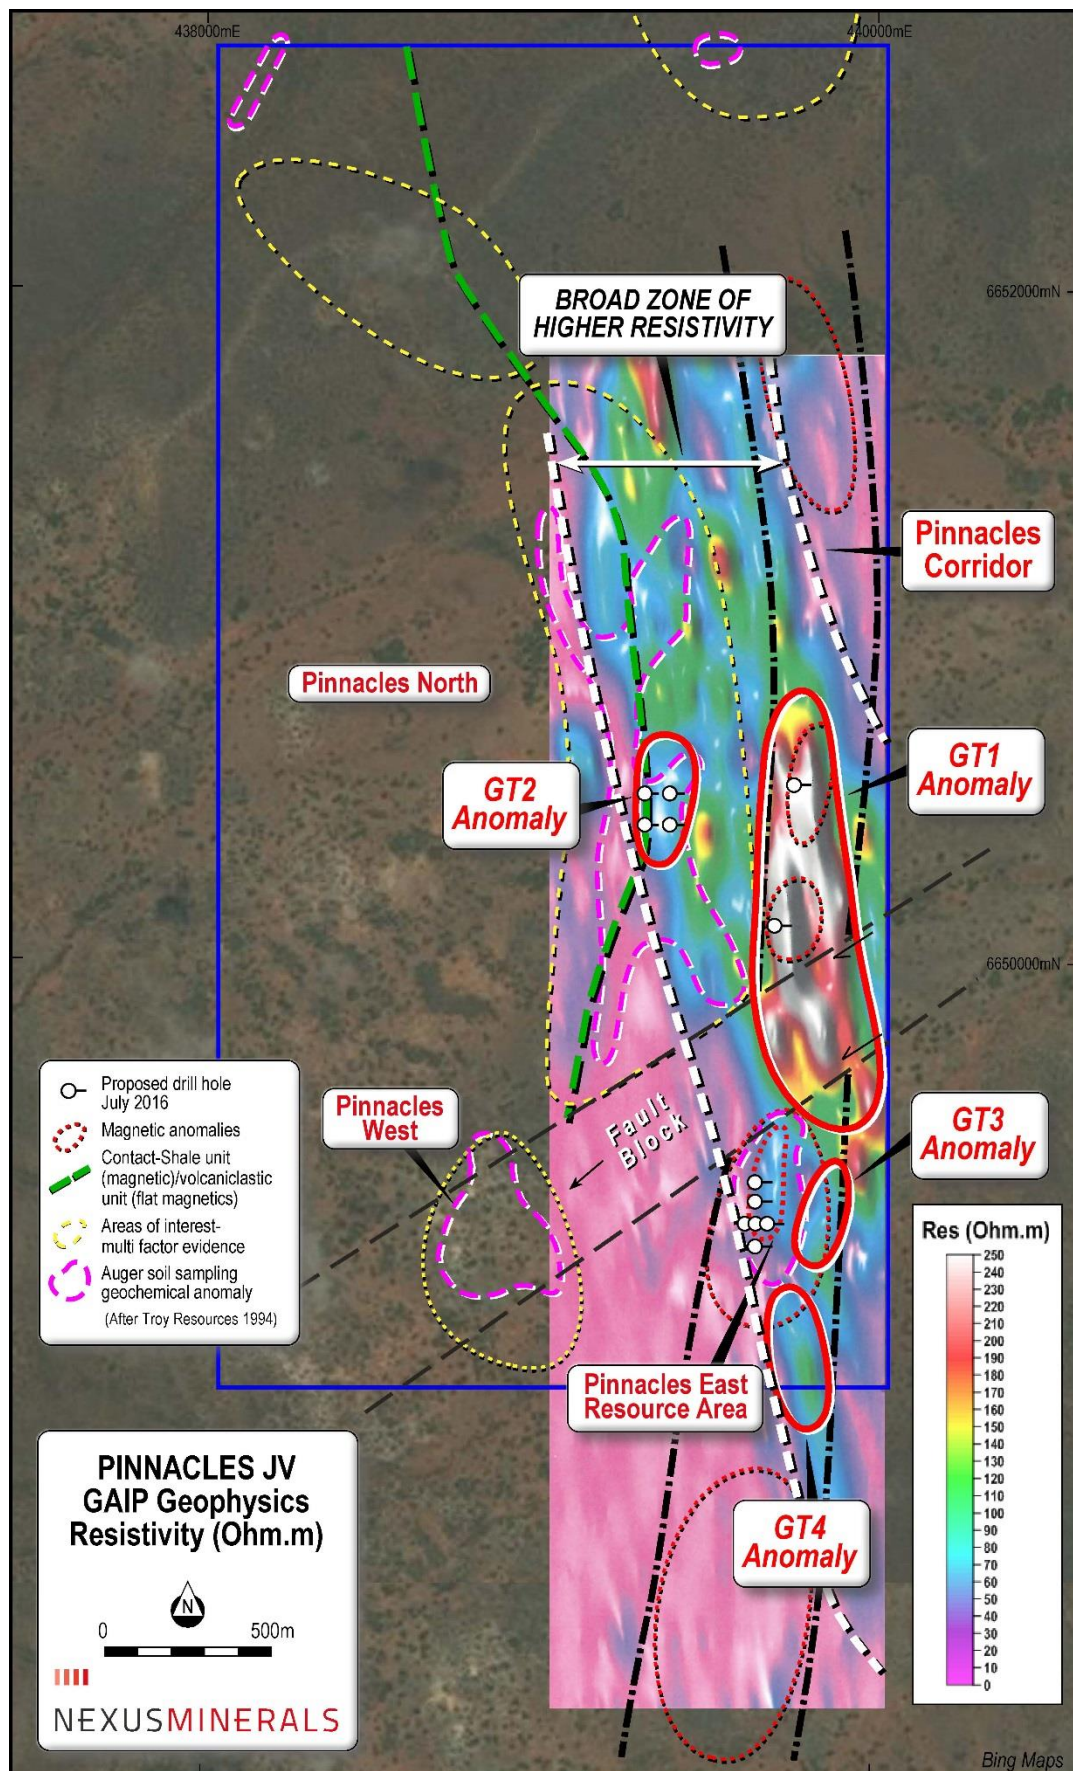 438000mE
440000mE
6652000mN
BROAD ZONE OF
HIGHER RESISTIVITY
Pinnacles
Corridor
Pinnacles North
GT2
Anomaly
GT1
Anomaly
6650000mN
Proposed drill hole
July 2016
Magnetic anomalies
Contact-Shale unit
(magnetic)/volcaniclastic
unit (flat magnetics)
Areas of interest-
multi factor evidence
Auger soil sampling
geochemical anomaly
(After Troy Resources 1994)
Pinnacles
West
Fault
Block
GT3
Anomaly
Pinnacles East
Resource Area
GT4
Anomaly
Res (Ohm.m)
250
240
230
220
210
200
190
180
170
160
150
140
130
120
110
100
90
80
70
60
50
40
30
20
10
0
PINNACLES JV
GAIP Geophysics
Resistivity (Ohm.m)
N
0 500m
NEXUSMINERALS
Bing Maps